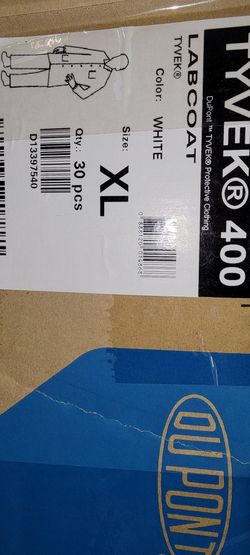 TYVEK® 400
DuPont™ TYVEK® Protective Clothing
LABCOAT
TYVEK®
Color: WHITE
Size: XL
Qty.: 30 pcs
D13397540
DU PONT